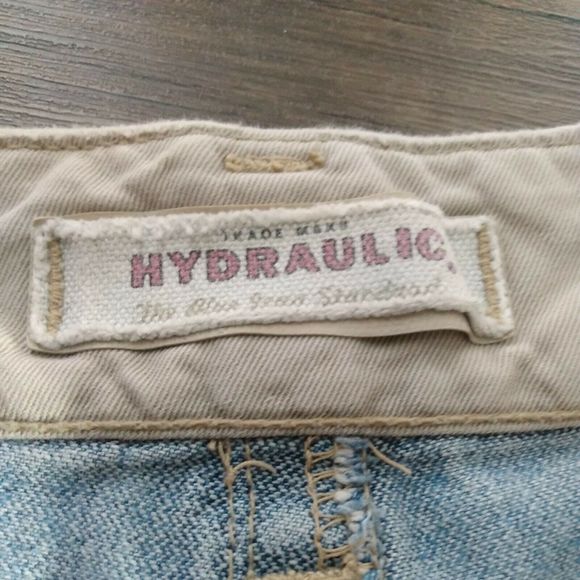 TRADE MARK
HYDRAULIC
The Blue Jean Standard